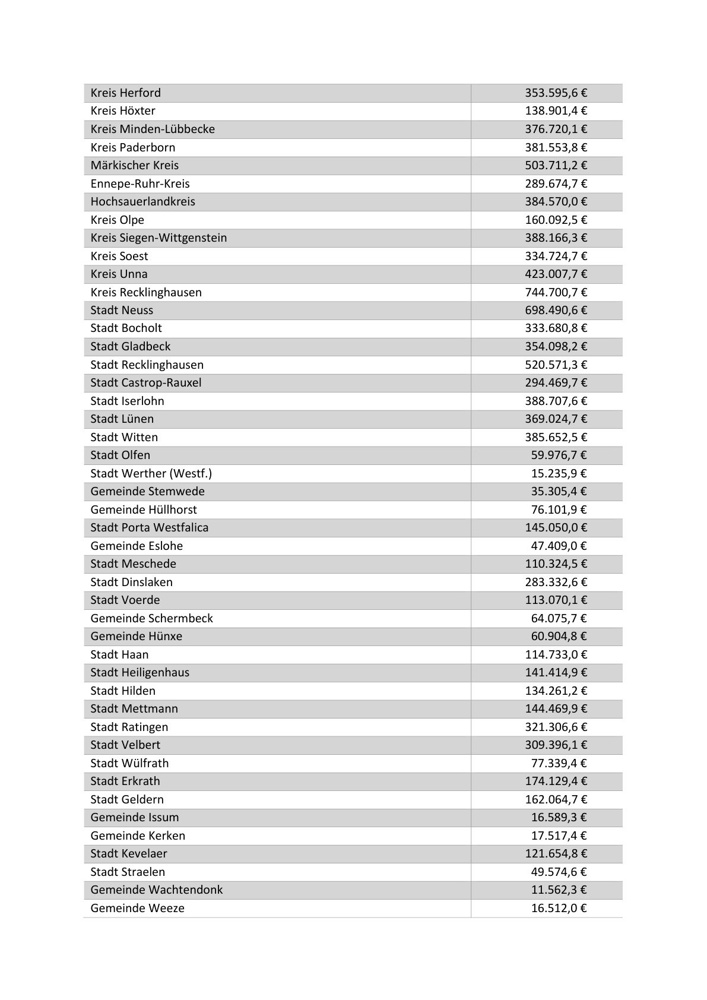 Kreis Herford 353.595,6 €
Kreis Höxter 138.901,4 €
Kreis Minden-Lübbecke 376.720,1 €
Kreis Paderborn 381.553,8 €
Märkischer Kreis 503.711,2 €
Ennepe-Ruhr-Kreis 289.674,7 €
Hochsauerlandkreis 384.570,0 €
Kreis Olpe 160.092,5 €
Kreis Siegen-Wittgenstein 388.166,3 €
Kreis Soest 334.724,7 €
Kreis Unna 423.007,7 €
Kreis Recklinghausen 744.700,7 €
Stadt Neuss 698.490,6 €
Stadt Bocholt 333.680,8 €
Stadt Gladbeck 354.098,2 €
Stadt Recklinghausen 520.571,3 €
Stadt Castrop-Rauxel 294.469,7 €
Stadt Iserlohn 388.707,6 €
Stadt Lünen 369.024,7 €
Stadt Witten 385.652,5 €
Stadt Olfen 59.976,7 €
Stadt Werther (Westf.) 15.235,9 €
Gemeinde Stemwede 35.305,4 €
Gemeinde Hüllhorst 76.101,9 €
Stadt Porta Westfalica 145.050,0 €
Gemeinde Eslohe 47.409,0 €
Stadt Meschede 110.324,5 €
Stadt Dinslaken 283.332,6 €
Stadt Voerde 113.070,1 €
Gemeinde Schermbeck 64.075,7 €
Gemeinde Hünxe 60.904,8 €
Stadt Haan 114.733,0 €
Stadt Heiligenhaus 141.414,9 €
Stadt Hilden 134.261,2 €
Stadt Mettmann 144.469,9 €
Stadt Ratingen 321.306,6 €
Stadt Velbert 309.396,1 €
Stadt Wülfrath 77.339,4 €
Stadt Erkrath 174.129,4 €
Stadt Geldern 162.064,7 €
Gemeinde Issum 16.589,3 €
Gemeinde Kerken 17.517,4 €
Stadt Kevelaer 121.654,8 €
Stadt Straelen 49.574,6 €
Gemeinde Wachtendonk 11.562,3 €
Gemeinde Weeze 16.512,0 €